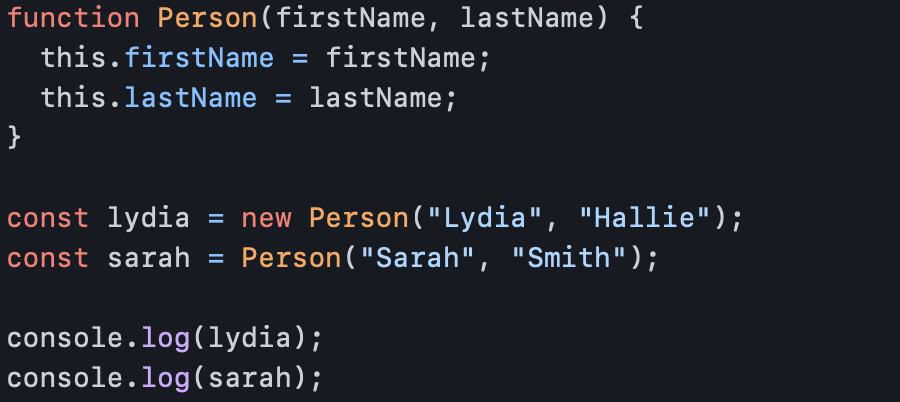 function Person(firstName, lastName) {
  this.firstName = firstName;
  this.lastName = lastName;
}
const lydia = new Person("Lydia", "Hallie");
const sarah = Person("Sarah", "Smith");
console.log(lydia);
console.log(sarah);